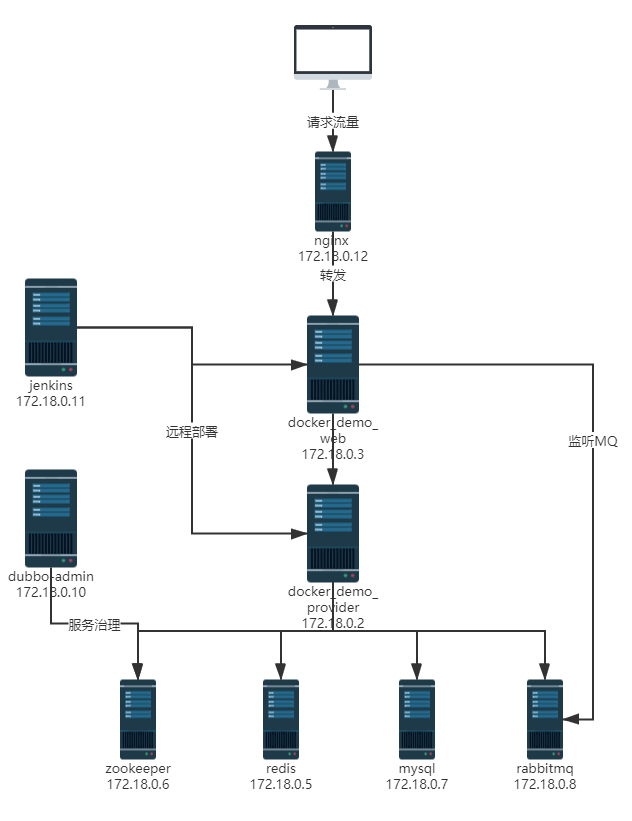 请求流量
nginx
172.18.0.12
转发
jenkins
172.18.0.11
docker_demo_
web
172.18.0.3
远程部署
监听MQ
dubbo-admin
172.18.0.10
docker_demo_
provider
172.18.0.2
服务治理
zookeeper
172.18.0.6
redis
172.18.0.5
mysql
172.18.0.7
rabbitmq
172.18.0.8